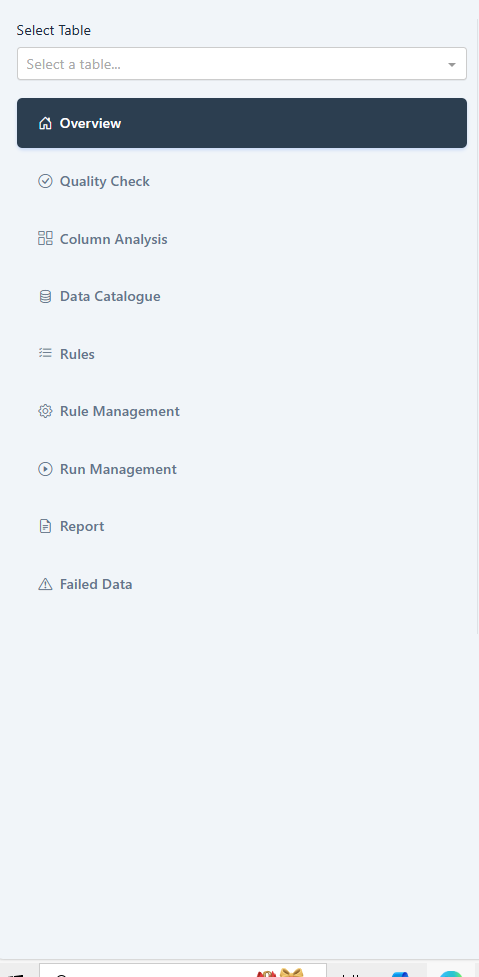 Select Table
Select a table...
Overview
Quality Check
Column Analysis
Data Catalogue
Rules
Rule Management
Run Management
Report
Failed Data